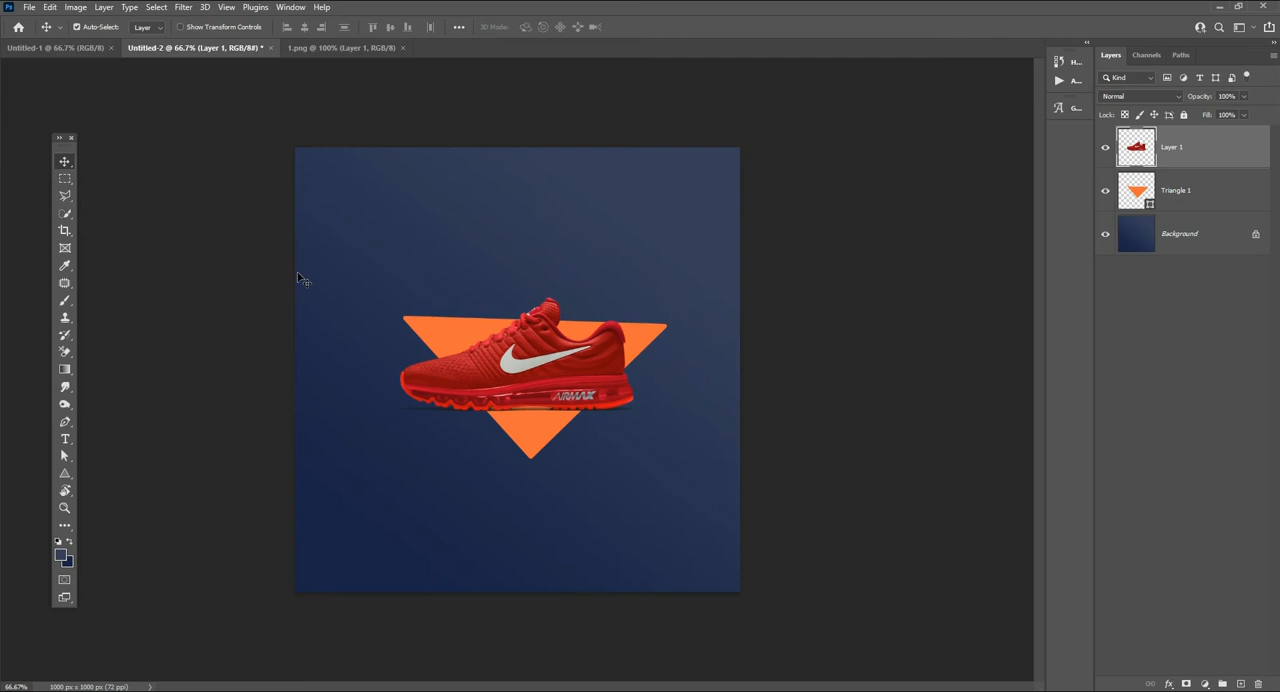 Ps File Edit Image Layer Type Select Filter 3D View Plugins Window Help
Auto-Select: Layer Show Transform Controls 3D Mode:
Untitled-1 @ 66.7% (RGB/8) × Untitled-2 @ 66.7% (Layer 1, RGB/8#) * × 1.png @ 100% (Layer 1, RGB/8) ×
H...
A...
G...
Layers Channels Paths
Kind
Normal Opacity: 100%
Lock: Fill: 100%
Layer 1
Triangle 1
Background
AIRMAX
66.67% 1000 px x 1000 px (72 ppi)